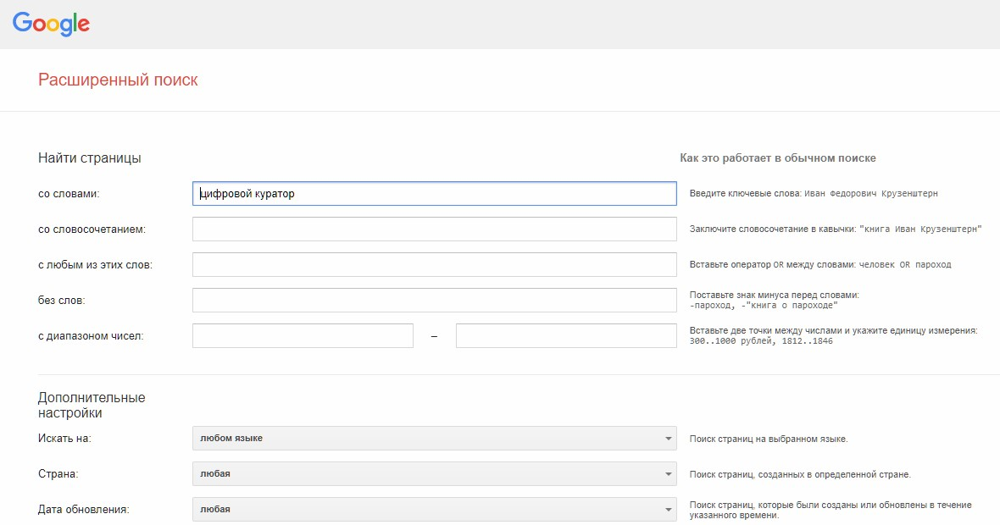 Google
Расширенный поиск
Найти страницы
Как это работает в обычном поиске
со словами:
цифровой куратор
Введите ключевые слова: Иван Федорович Крузенштерн
со словосочетанием:
Заключите словосочетание в кавычки: "книга Иван Крузенштерн"
с любым из этих слов:
Вставьте оператор OR между словами: человек OR пароход
без слов:
Поставьте знак минуса перед словами:
-пароход, -"книга о пароходе"
с диапазоном чисел:
–
Вставьте две точки между числами и укажите единицу измерения:
300..1000 рублей, 1812..1846
Дополнительные
настройки
Искать на:
любом языке
Поиск страниц на выбранном языке.
Страна:
любая
Поиск страниц, созданных в определенной стране.
Дата обновления:
любая
Поиск страниц, которые были созданы или обновлены в течение
указанного времени.